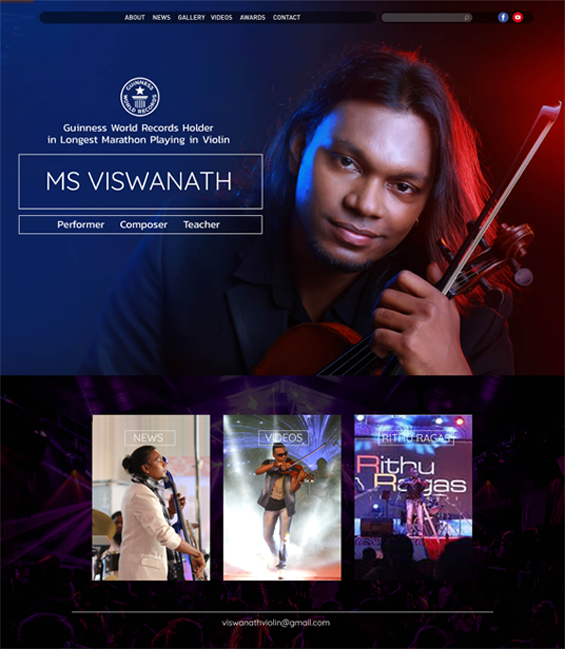 ABOUT NEWS GALLERY VIDEOS AWARDS CONTACT
GUINNESS
WORLD RECORDS
Guinness World Records Holder
in Longest Marathon Playing in Violin
MS VISWANATH
Performer Composer Teacher
NEWS
VIDEOS
RITHU RAGAS
Rithu
Ragas
viswanathviolin@gmail.com